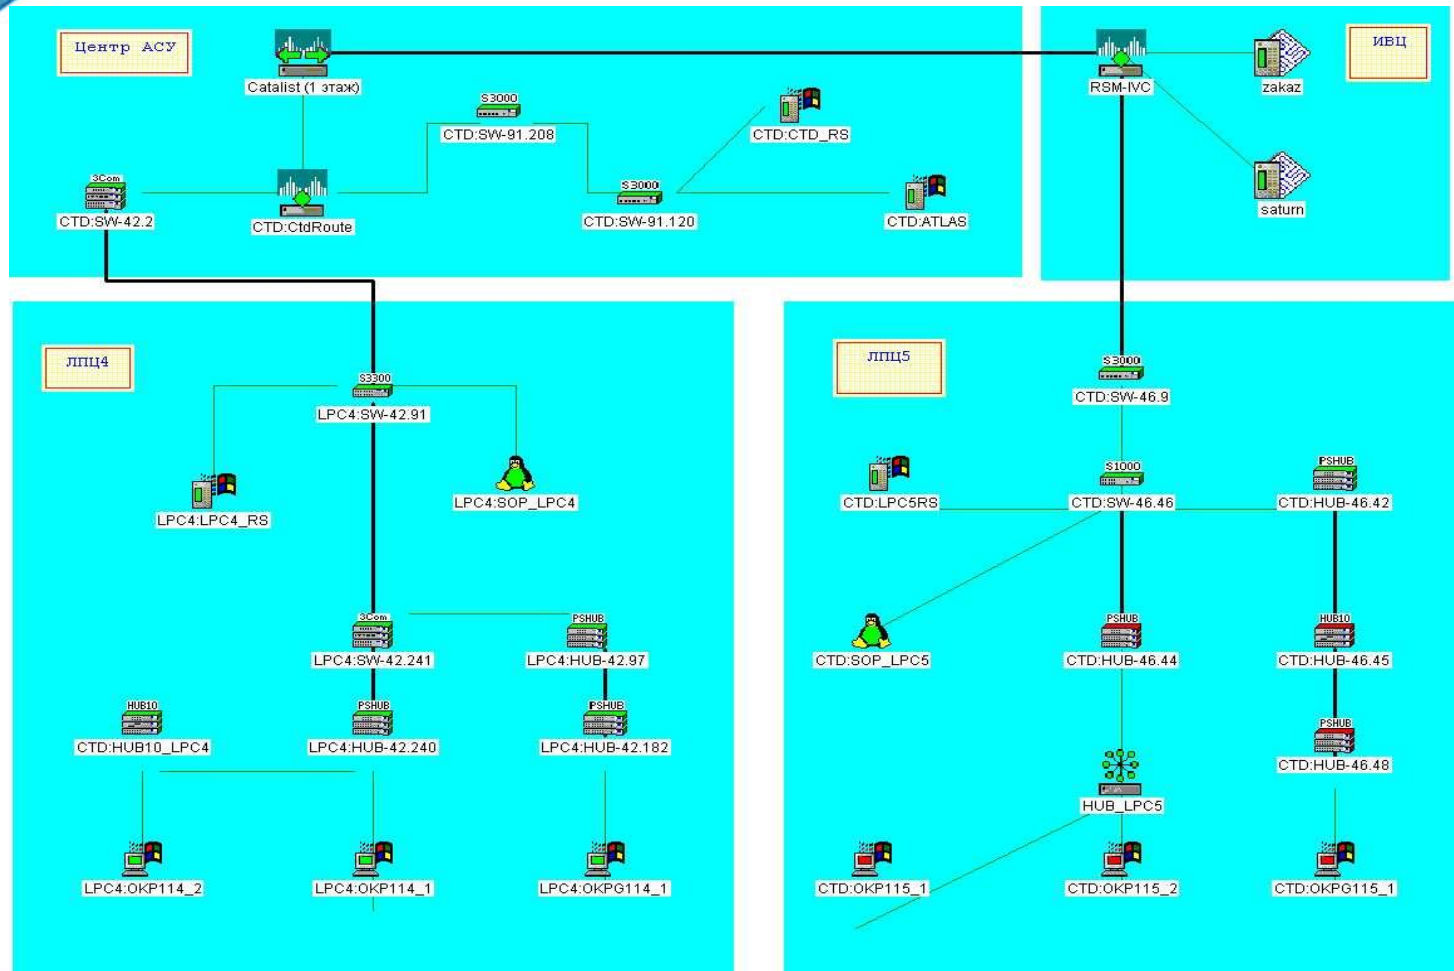 Центр АСУ
Catalist (1 этаж)
S3000
CTD:SW-91.208
CTD:CTD_RS
3Com
CTD:SW-42.2
CTD:CtdRoute
S3000
CTD:SW-91.120
CTD:ATLAS
ИВЦ
RSM-IVC
zakaz
saturn
ЛПЦ4
S3300
LPC4:SW-42.91
LPC4:LPC4_RS
LPC4:SOP_LPC4
3Com
LPC4:SW-42.241
PSHUB
LPC4:HUB-42.97
HUB10
CTD:HUB10_LPC4
PSHUB
LPC4:HUB-42.240
PSHUB
LPC4:HUB-42.182
LPC4:OKP114_2
LPC4:OKP114_1
LPC4:OKPG114_1
ЛПЦ5
S3000
CTD:SW-46.9
CTD:LPC5RS
S1000
CTD:SW-46.46
PSHUB
CTD:HUB-46.42
CTD:SOP_LPC5
PSHUB
CTD:HUB-46.44
HUB10
CTD:HUB-46.45
PSHUB
CTD:HUB-46.48
HUB_LPC5
CTD:OKP115_1
CTD:OKP115_2
CTD:OKPG115_1